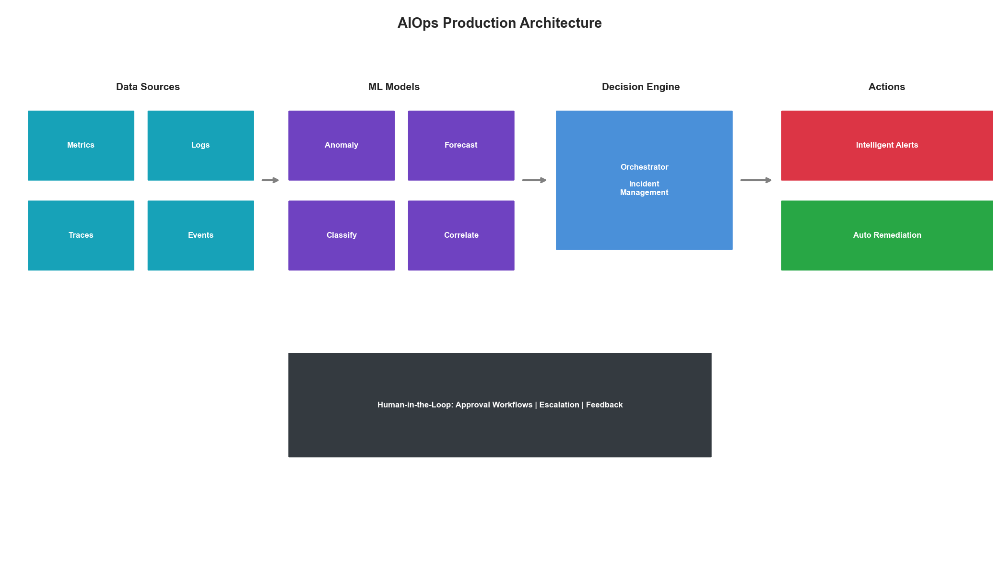 AIOps Production Architecture
Data Sources
ML Models
Decision Engine
Actions
Metrics
Logs
Anomaly
Forecast
Orchestrator
Incident
Management
Intelligent Alerts
Traces
Events
Classify
Correlate
Auto Remediation
Human-in-the-Loop: Approval Workflows | Escalation | Feedback